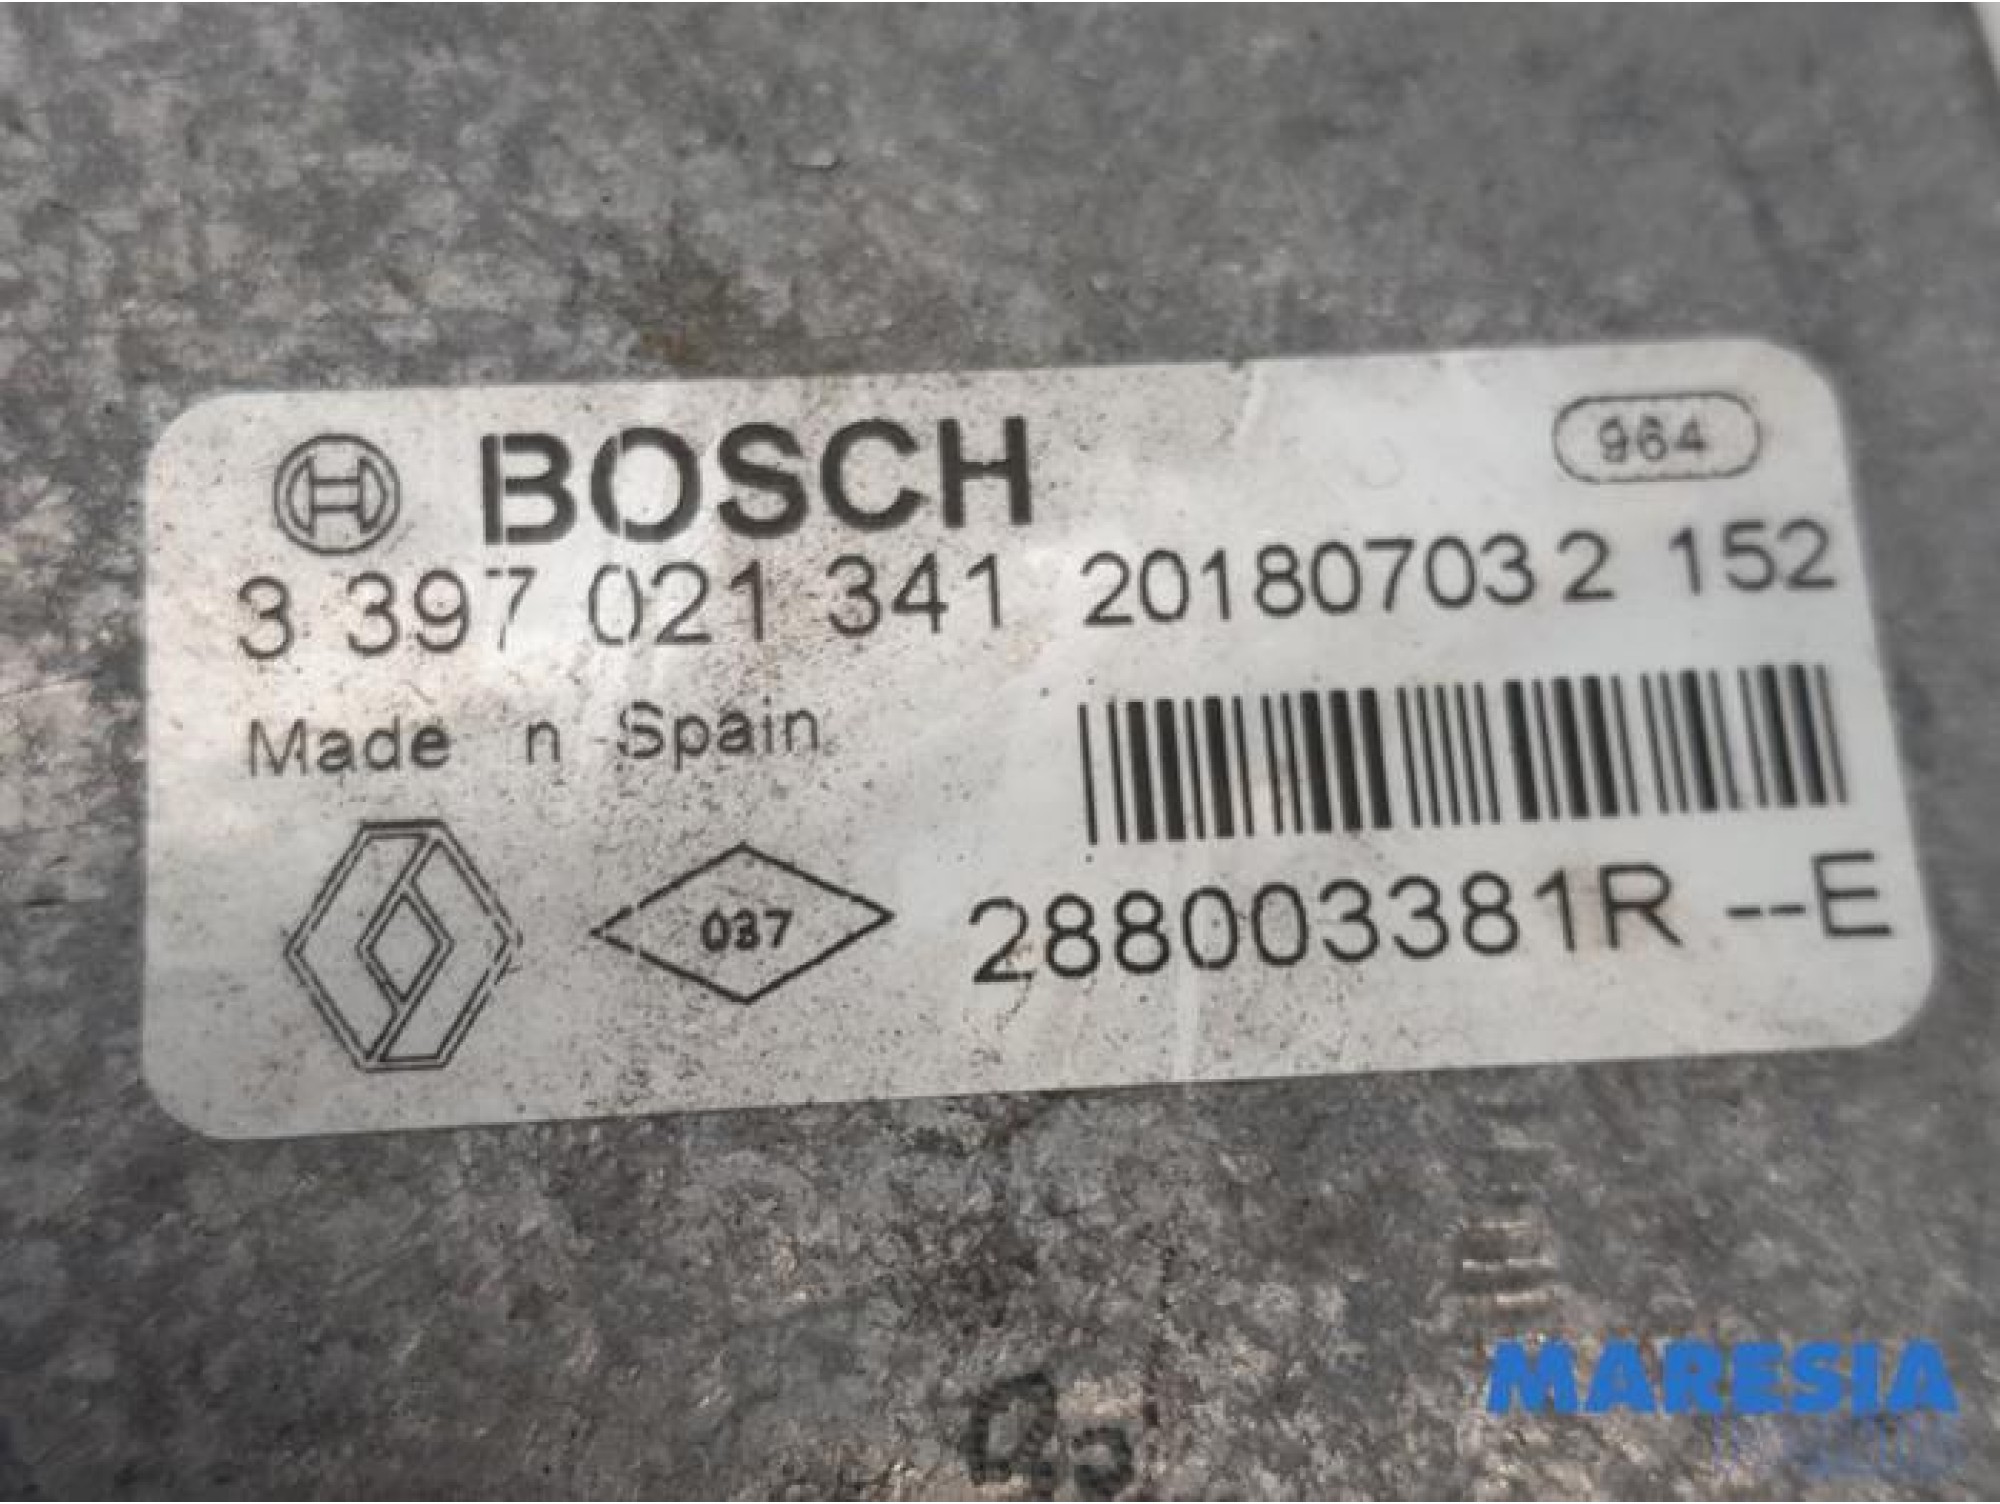 BOSCH
964
3 397 021 341 201807032 152
Made n Spain
037
288003381R --E
MARESIA